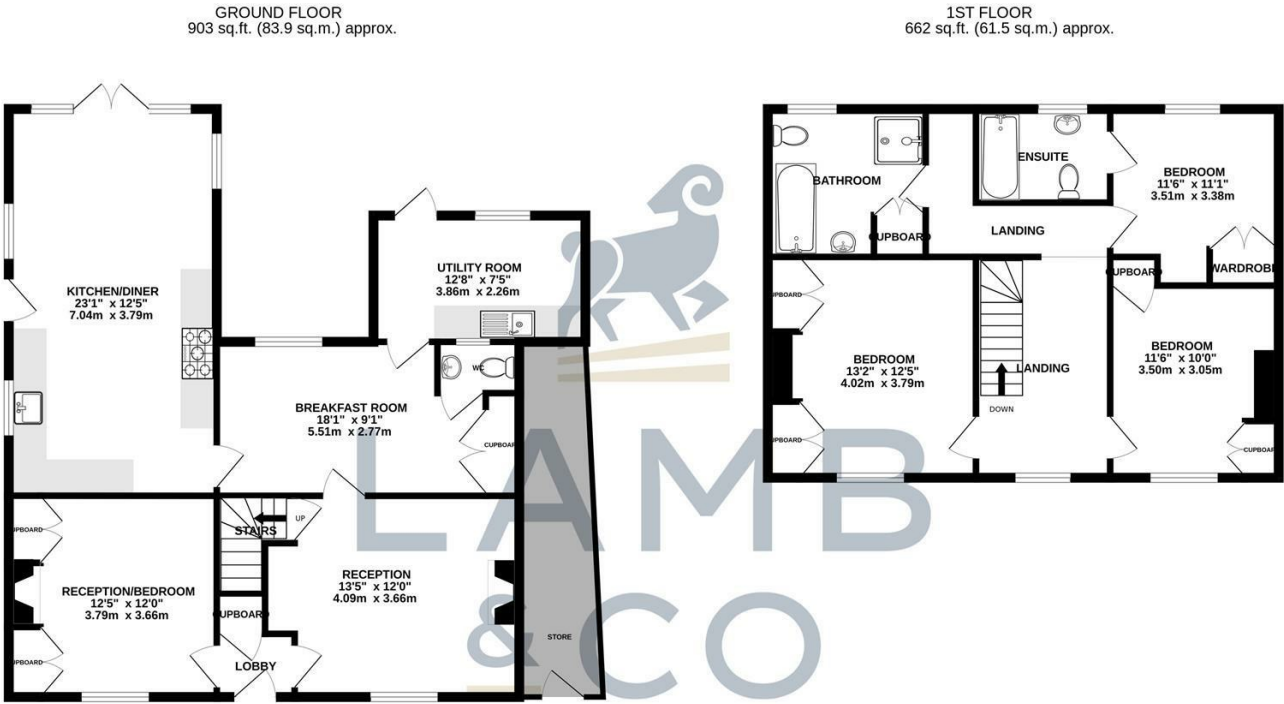 GROUND FLOOR
903 sq.ft. (83.9 sq.m.) approx.
KITCHEN/DINER
23'1" x 12'5"
7.04m x 3.79m
UTILITY ROOM
12'8" x 7'5"
3.86m x 2.26m
WC
BREAKFAST ROOM
18'1" x 9'1"
5.51m x 2.77m
CUPBOARD
CUPBOARD
STAIRS
UP
RECEPTION/BEDROOM
12'5" x 12'0"
3.79m x 3.66m
RECEPTION
13'5" x 12'0"
4.09m x 3.66m
CUPBOARD
STORE
CUPBOARD
LOBBY
1ST FLOOR
662 sq.ft. (61.5 sq.m.) approx.
BATHROOM
ENSUITE
BEDROOM
11'6" x 11'1"
3.51m x 3.38m
CUPBOARD
LANDING
CUPBOARD
WARDROBE
CUPBOARD
BEDROOM
13'2" x 12'5"
4.02m x 3.79m
LANDING
DOWN
BEDROOM
11'6" x 10'0"
3.50m x 3.05m
CUPBOARD
CUPBOARD
LAMB
&CO